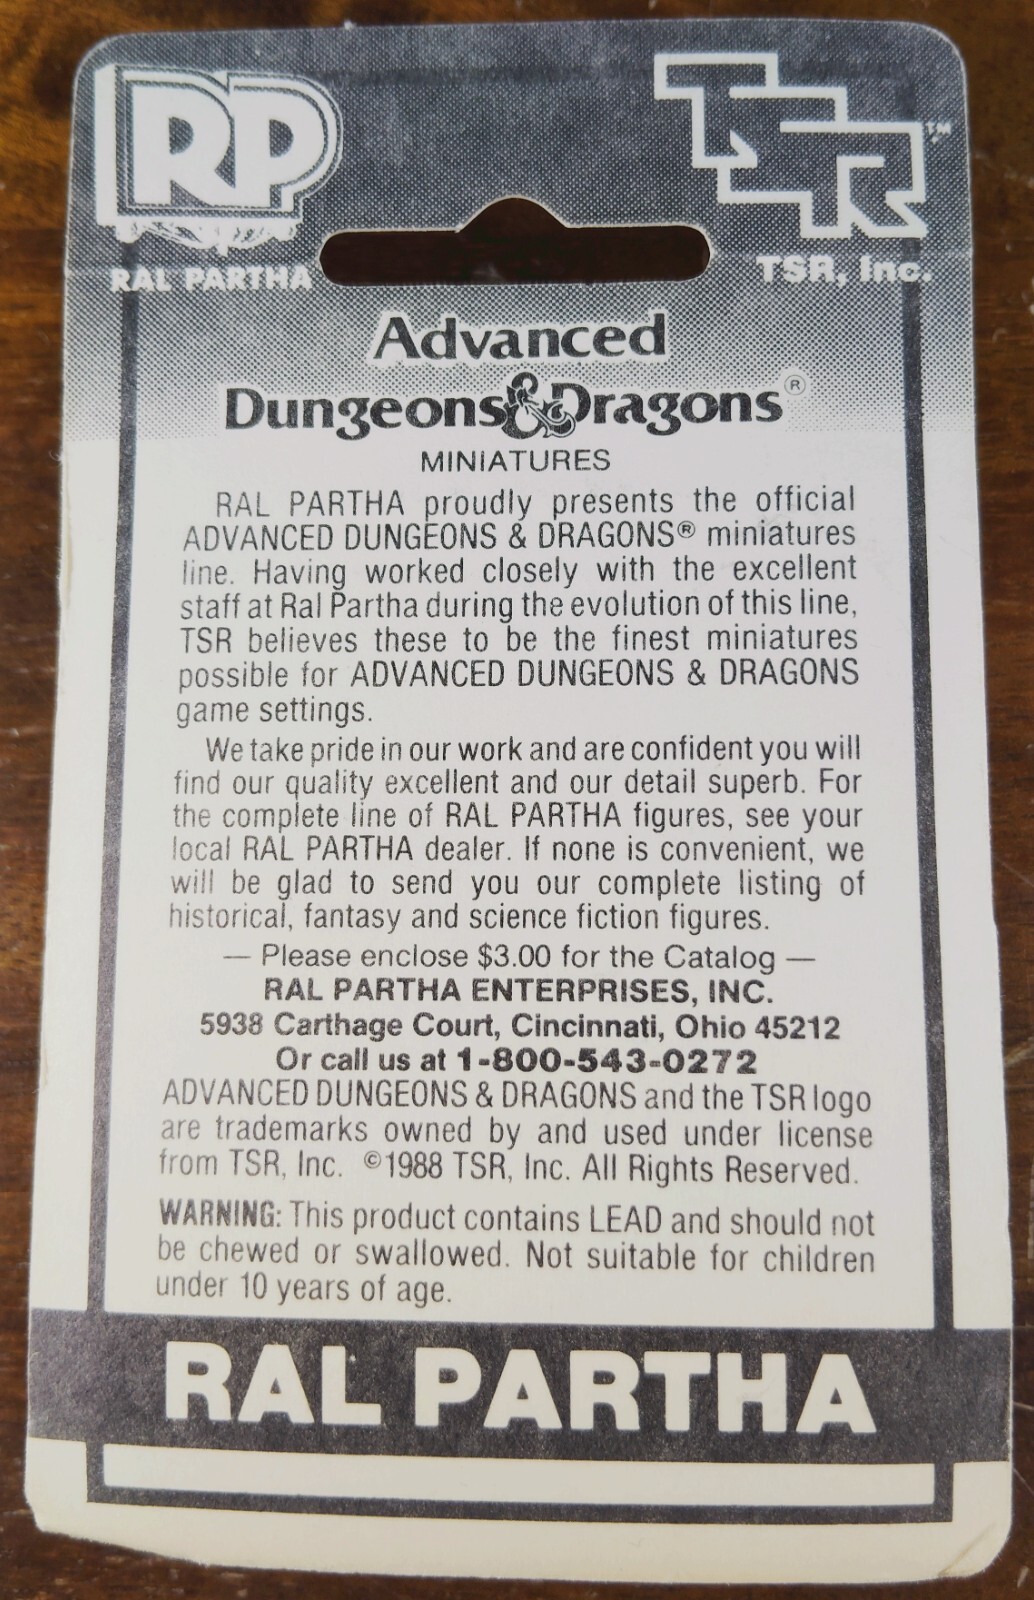 RP
TSR™
RAL PARTHA
TSR, Inc.
Advanced
Dungeons & Dragons®
MINIATURES
RAL PARTHA proudly presents the official
ADVANCED DUNGEONS & DRAGONS® miniatures
line. Having worked closely with the excellent
staff at Ral Partha during the evolution of this line,
TSR believes these to be the finest miniatures
possible for ADVANCED DUNGEONS & DRAGONS
game settings.
We take pride in our work and are confident you will
find our quality excellent and our detail superb. For
the complete line of RAL PARTHA figures, see your
local RAL PARTHA dealer. If none is convenient, we
will be glad to send you our complete listing of
historical, fantasy and science fiction figures.
— Please enclose $3.00 for the Catalog —
RAL PARTHA ENTERPRISES, INC.
5938 Carthage Court, Cincinnati, Ohio 45212
Or call us at 1-800-543-0272
ADVANCED DUNGEONS & DRAGONS and the TSR logo
are trademarks owned by and used under license
from TSR, Inc. ©1988 TSR, Inc. All Rights Reserved.
WARNING: This product contains LEAD and should not
be chewed or swallowed. Not suitable for children
under 10 years of age.
RAL PARTHA